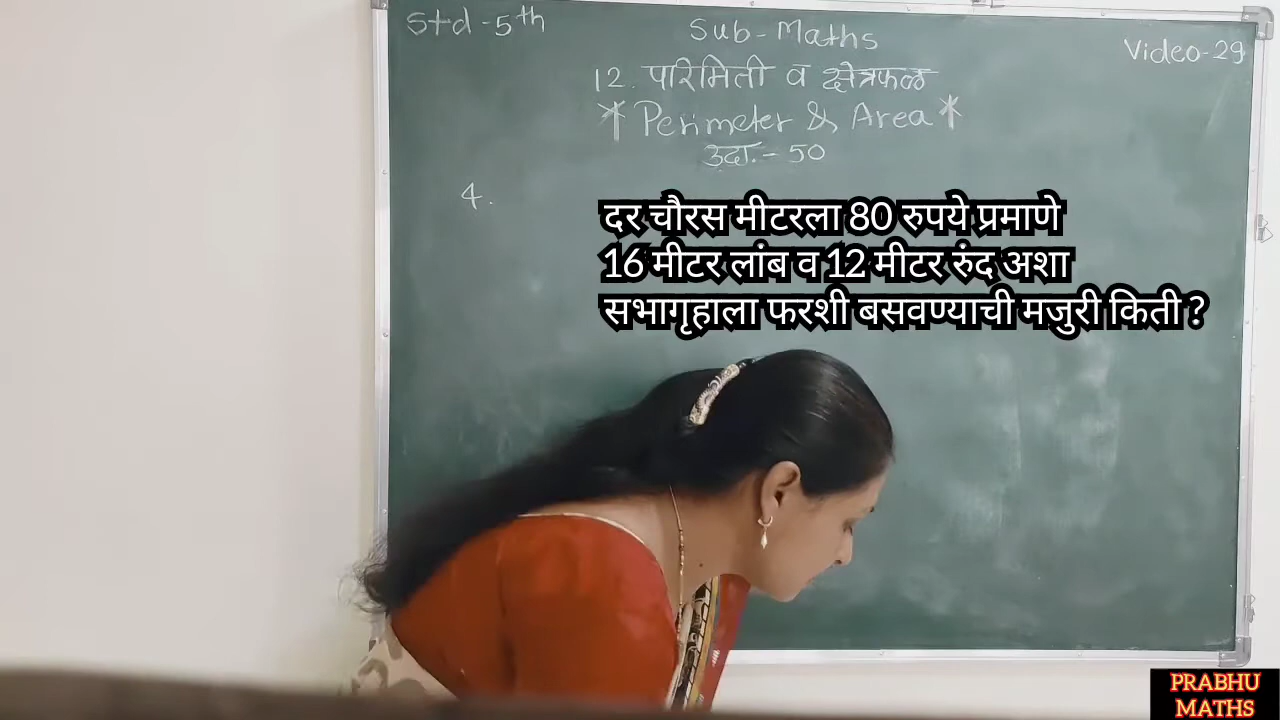 Std-5th
Sub-Maths
Video-29
12. परिमिती व क्षेत्रफळ
* Perimeter & Area *
उदा.- 50
4.
दर चौरस मीटरला 80 रुपये प्रमाणे
16 मीटर लांब व 12 मीटर रुंद अशा
सभागृहाला फरशी बसवण्याची मजुरी किती ?
PRABHU
MATHS